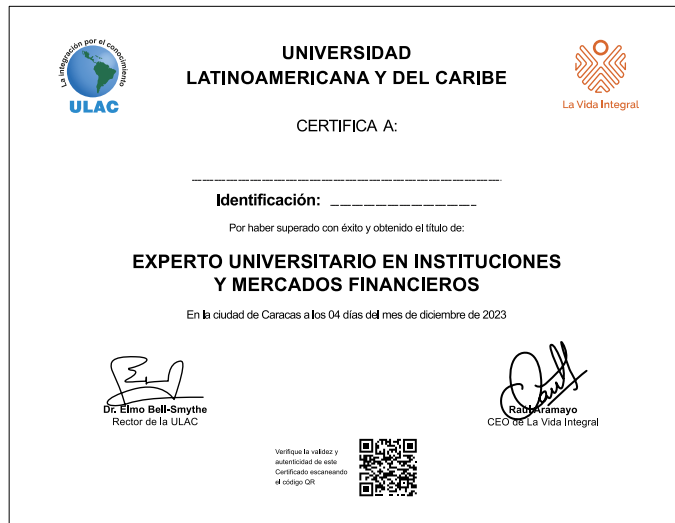 La integración por el conocimiento
ULAC
UNIVERSIDAD
LATINOAMERICANA Y DEL CARIBE
La Vida Integral
CERTIFICA A:
Identificación:
Por haber superado con éxito y obtenido el título de:
EXPERTO UNIVERSITARIO EN INSTITUCIONES
Y MERCADOS FINANCIEROS
En la ciudad de Caracas a los 04 días del mes de diciembre de 2023
Dr. Elmo Bell-Smythe
Rector de la ULAC
Raúl Aramayo
CEO de La Vida Integral
Verifique la validez y
autenticidad de este
Certificado escaneando
el código QR